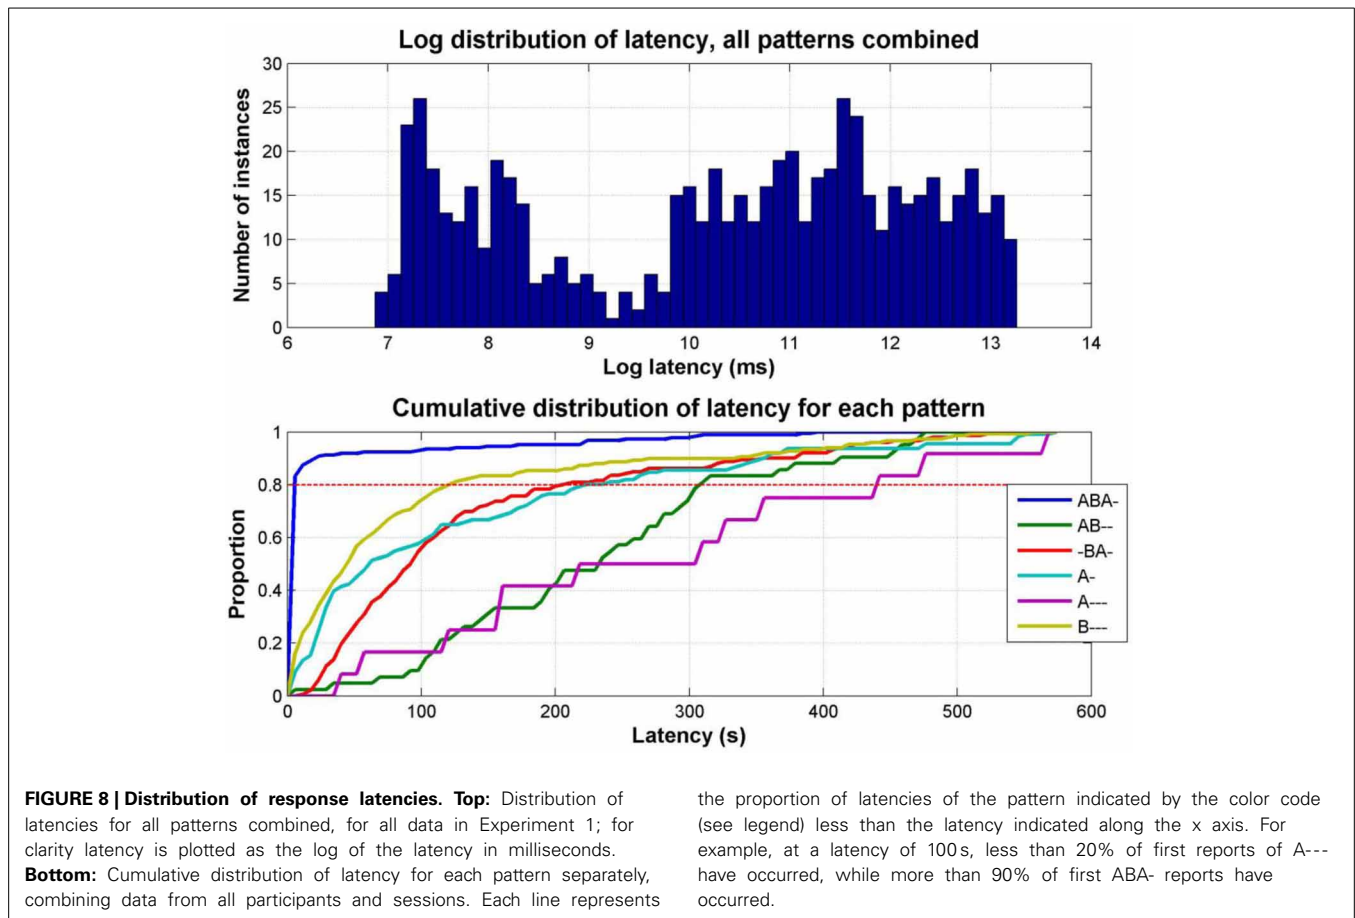 Log distribution of latency, all patterns combined
30
25
20
15
10
5
0
Number of instances
6 7 8 9 10 11 12 13 14
Log latency (ms)
Cumulative distribution of latency for each pattern
1
0.8
0.6
0.4
0.2
0
Proportion
ABA-
AB--
-BA-
A-
A---
B---
0 100 200 300 400 500 600
Latency (s)
FIGURE 8 | Distribution of response latencies. Top: Distribution of
latencies for all patterns combined, for all data in Experiment 1; for
clarity latency is plotted as the log of the latency in milliseconds.
Bottom: Cumulative distribution of latency for each pattern separately,
combining data from all participants and sessions. Each line represents
the proportion of latencies of the pattern indicated by the color code
(see legend) less than the latency indicated along the x axis. For
example, at a latency of 100 s, less than 20% of first reports of A---
have occurred, while more than 90% of first ABA- reports have
occurred.